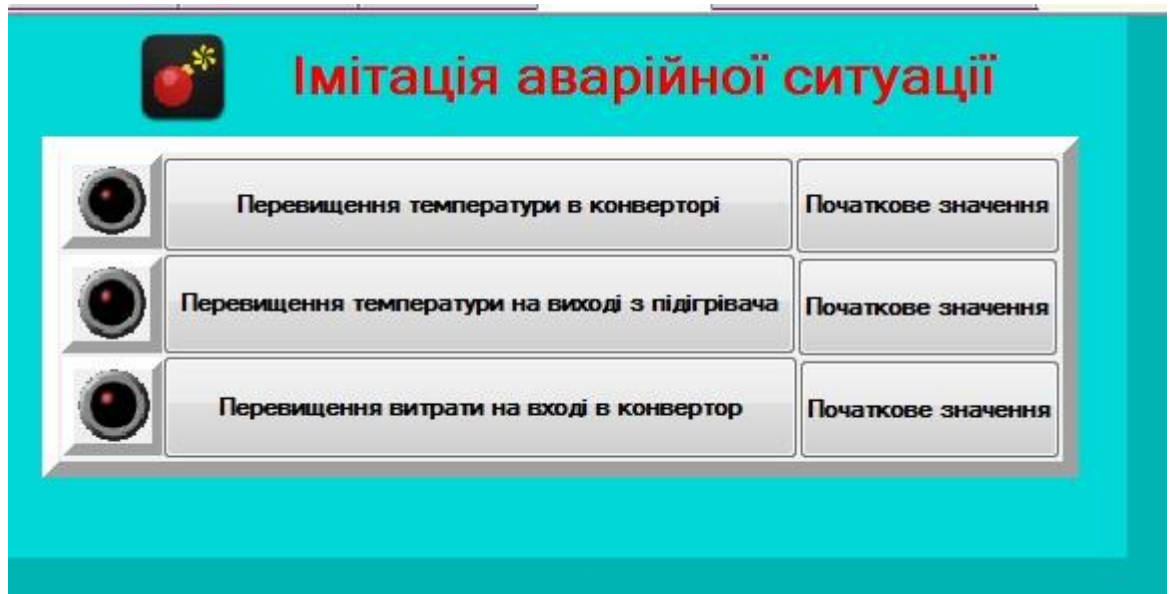 Імітація аварійної ситуації
Перевищення температури в конверторі
Початкове значення
Перевищення температури на виході з підігрівача
Початкове значення
Перевищення витрати на вході в конвертор
Початкове значення